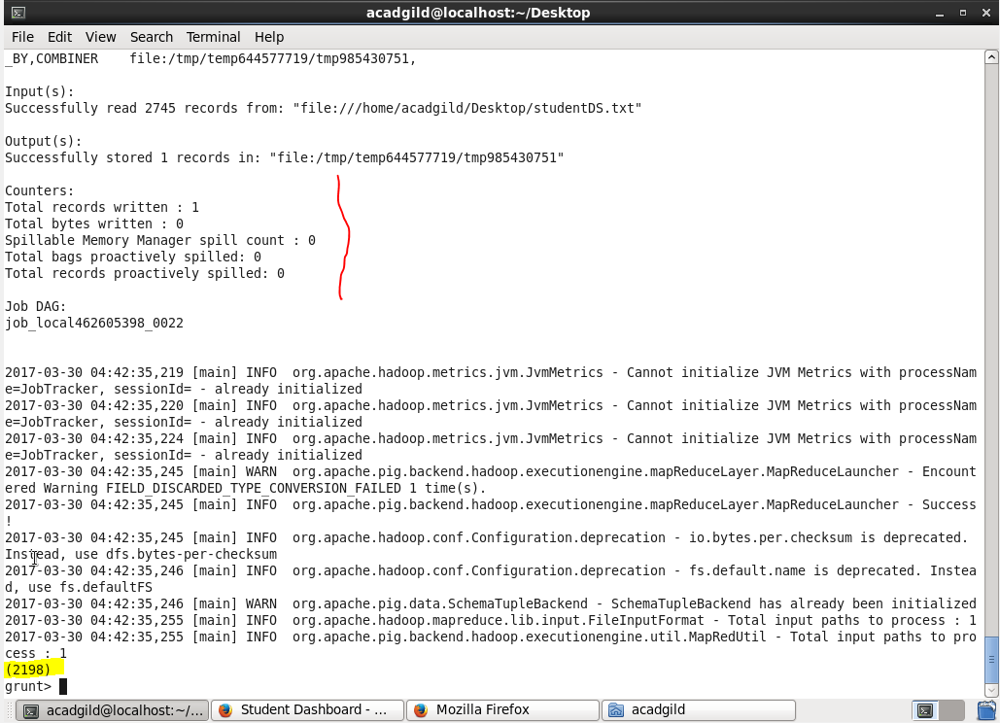 acadgild@localhost:~/Desktop
File Edit View Search Terminal Help
_BY,COMBINER    file:/tmp/temp644577719/tmp985430751,
Input(s):
Successfully read 2745 records from: "file:///home/acadgild/Desktop/studentDS.txt"
Output(s):
Successfully stored 1 records in: "file:/tmp/temp644577719/tmp985430751"
Counters:
Total records written : 1
Total bytes written : 0
Spillable Memory Manager spill count : 0
Total bags proactively spilled: 0
Total records proactively spilled: 0
Job DAG:
job_local462605398_0022
2017-03-30 04:42:35,219 [main] INFO  org.apache.hadoop.metrics.jvm.JvmMetrics - Cannot initialize JVM Metrics with processNam
e=JobTracker, sessionId= - already initialized
2017-03-30 04:42:35,220 [main] INFO  org.apache.hadoop.metrics.jvm.JvmMetrics - Cannot initialize JVM Metrics with processNam
e=JobTracker, sessionId= - already initialized
2017-03-30 04:42:35,224 [main] INFO  org.apache.hadoop.metrics.jvm.JvmMetrics - Cannot initialize JVM Metrics with processNam
e=JobTracker, sessionId= - already initialized
2017-03-30 04:42:35,245 [main] WARN  org.apache.pig.backend.hadoop.executionengine.mapReduceLayer.MapReduceLauncher - Encount
ered Warning FIELD_DISCARDED_TYPE_CONVERSION_FAILED 1 time(s).
2017-03-30 04:42:35,245 [main] INFO  org.apache.pig.backend.hadoop.executionengine.mapReduceLayer.MapReduceLauncher - Success
!
2017-03-30 04:42:35,245 [main] INFO  org.apache.hadoop.conf.Configuration.deprecation - io.bytes.per.checksum is deprecated.
Instead, use dfs.bytes-per-checksum
2017-03-30 04:42:35,246 [main] INFO  org.apache.hadoop.conf.Configuration.deprecation - fs.default.name is deprecated. Instea
d, use fs.defaultFS
2017-03-30 04:42:35,246 [main] WARN  org.apache.pig.data.SchemaTupleBackend - SchemaTupleBackend has already been initialized
2017-03-30 04:42:35,255 [main] INFO  org.apache.hadoop.mapreduce.lib.input.FileInputFormat - Total input paths to process : 1
2017-03-30 04:42:35,255 [main] INFO  org.apache.pig.backend.hadoop.executionengine.util.MapRedUtil - Total input paths to pro
cess : 1
(2198)
grunt>
acadgild@localhost:~/... Student Dashboard - ... Mozilla Firefox acadgild